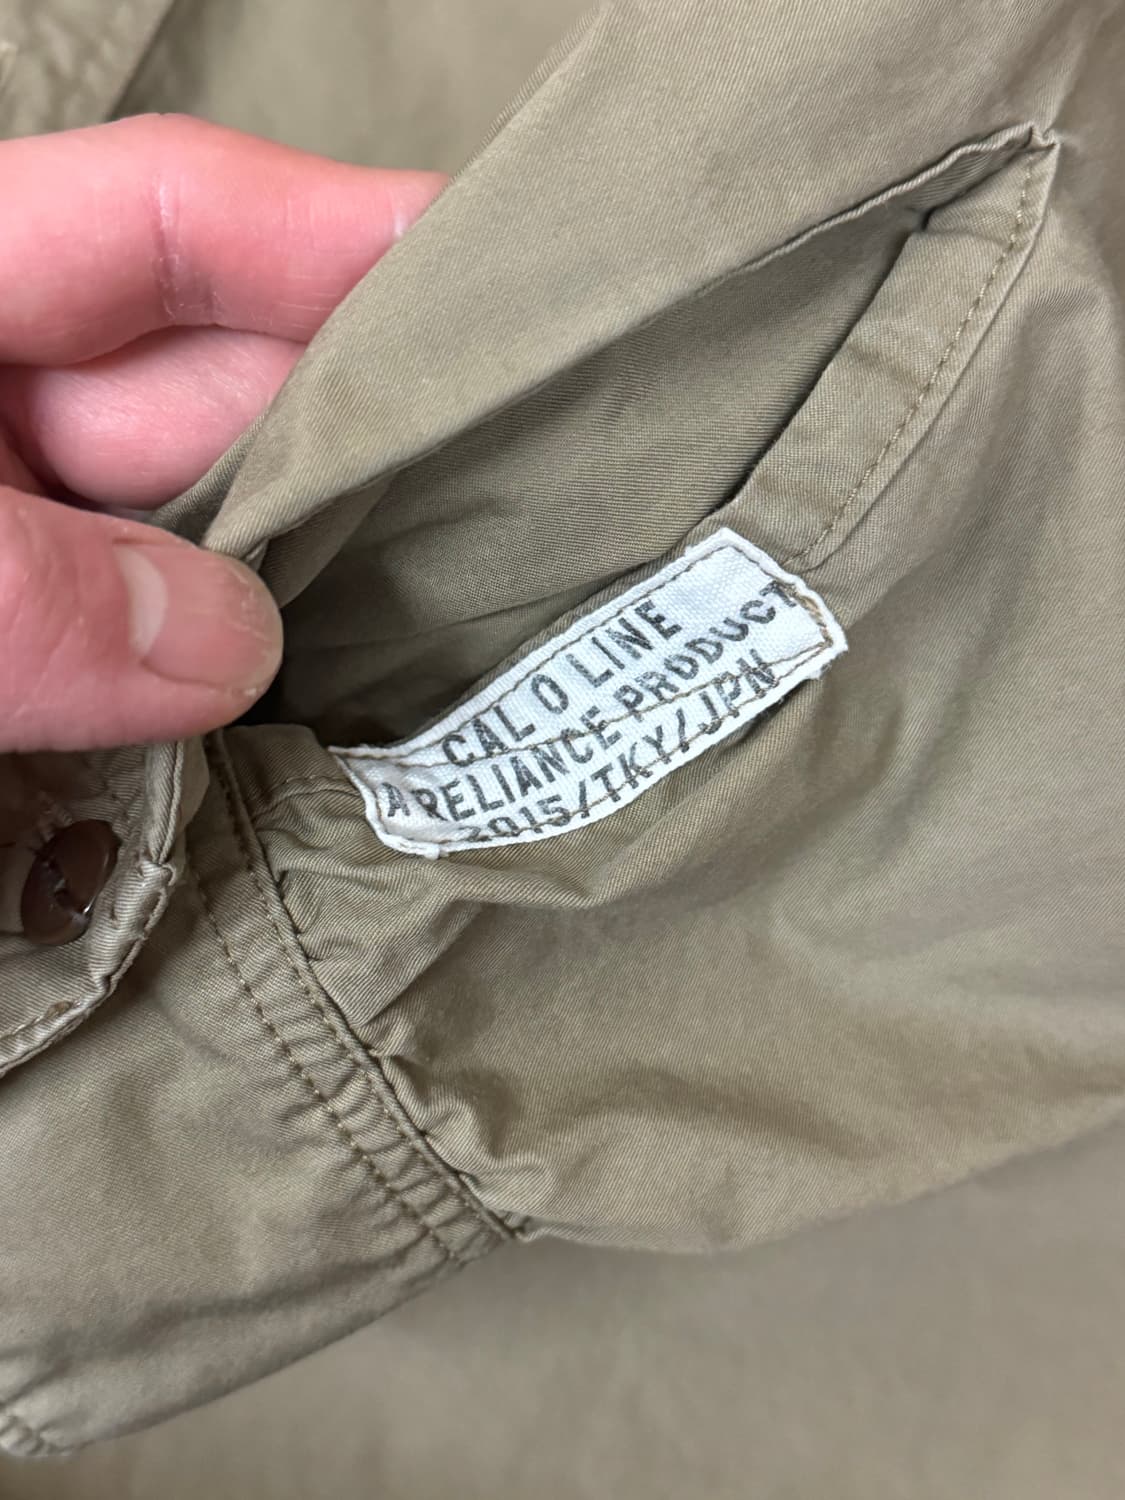 CAL O LINE
A RELIANCE PRODUCT
2015/TKY/JPN